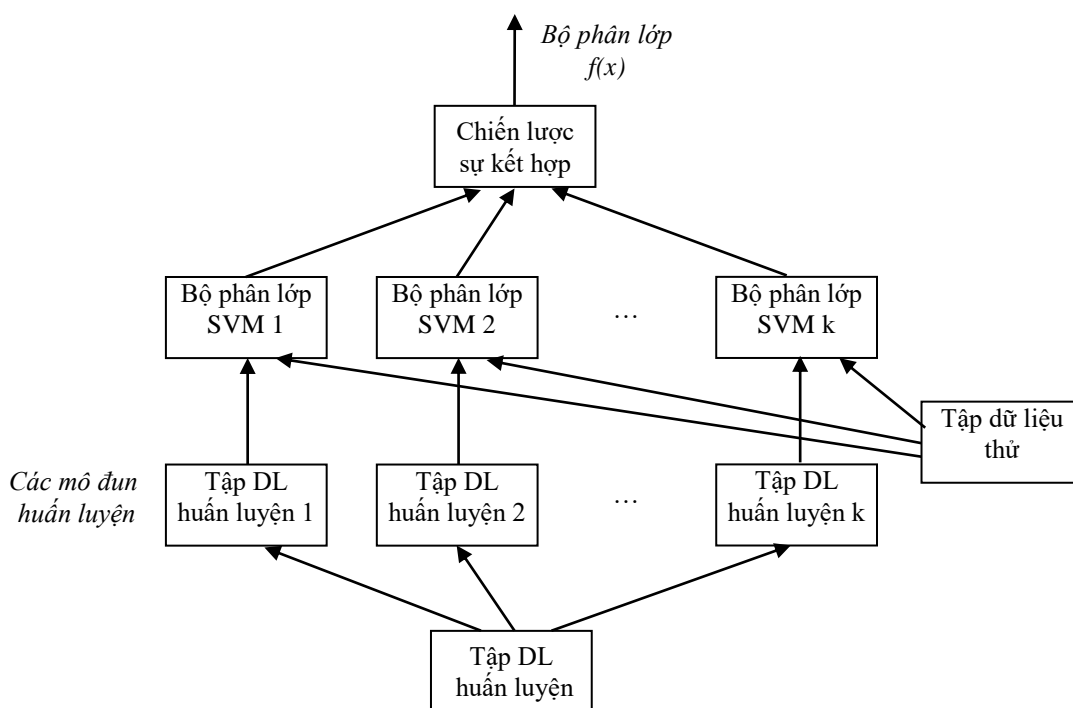 Bộ phân lớp
f(x)
Chiến lược
sự kết hợp
Bộ phân lớp
SVM 1
Bộ phân lớp
SVM 2
…
Bộ phân lớp
SVM k
Tập dữ liệu
thử
Các mô đun
huấn luyện
Tập DL
huấn luyện 1
Tập DL
huấn luyện 2
…
Tập DL
huấn luyện k
Tập DL
huấn luyện